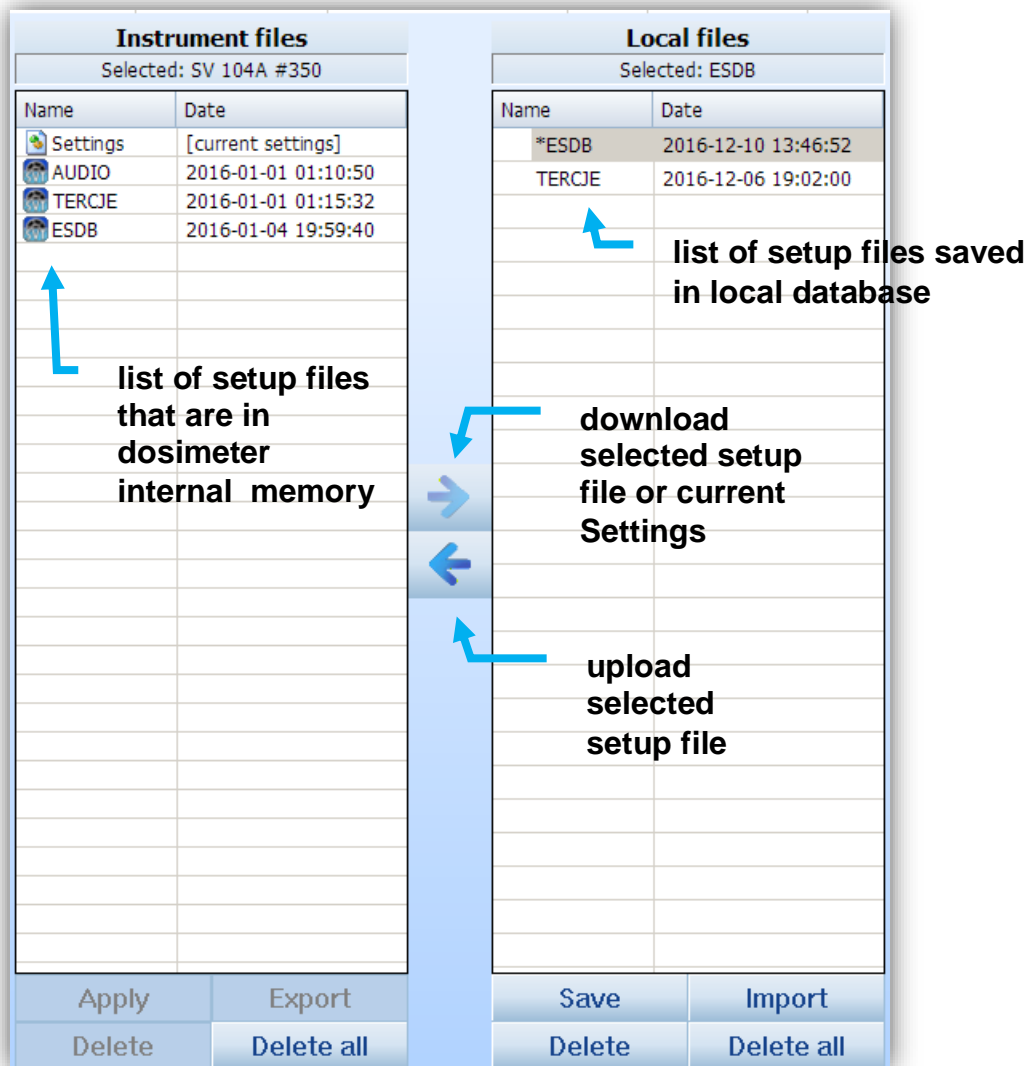 Instrument files
Selected: SV 104A #350
Name Date
Settings [current settings]
AUDIO 2016-01-01 01:10:50
TERCJE 2016-01-01 01:15:32
ESDB 2016-01-04 19:59:40
list of setup files
that are in
dosimeter
internal memory
Apply Export
Delete Delete all
Local files
Selected: ESDB
Name Date
*ESDB 2016-12-10 13:46:52
TERCJE 2016-12-06 19:02:00
list of setup files saved
in local database
download
selected setup
file or current
Settings
upload
selected
setup file
Save Import
Delete Delete all